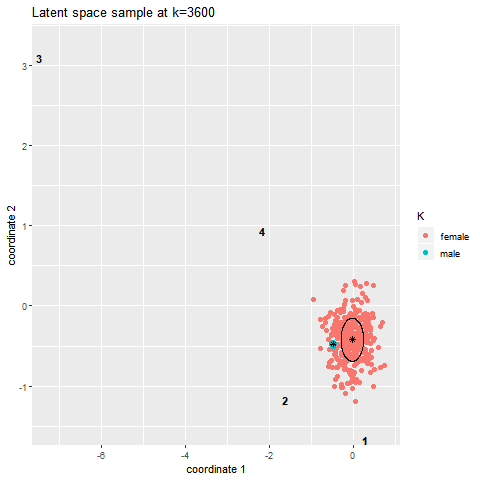 Latent space sample at k=3600
3
3
2
4
1
0
-1
2
1
-6
-4
-2
0
coordinate 1
coordinate 2
K
female
male